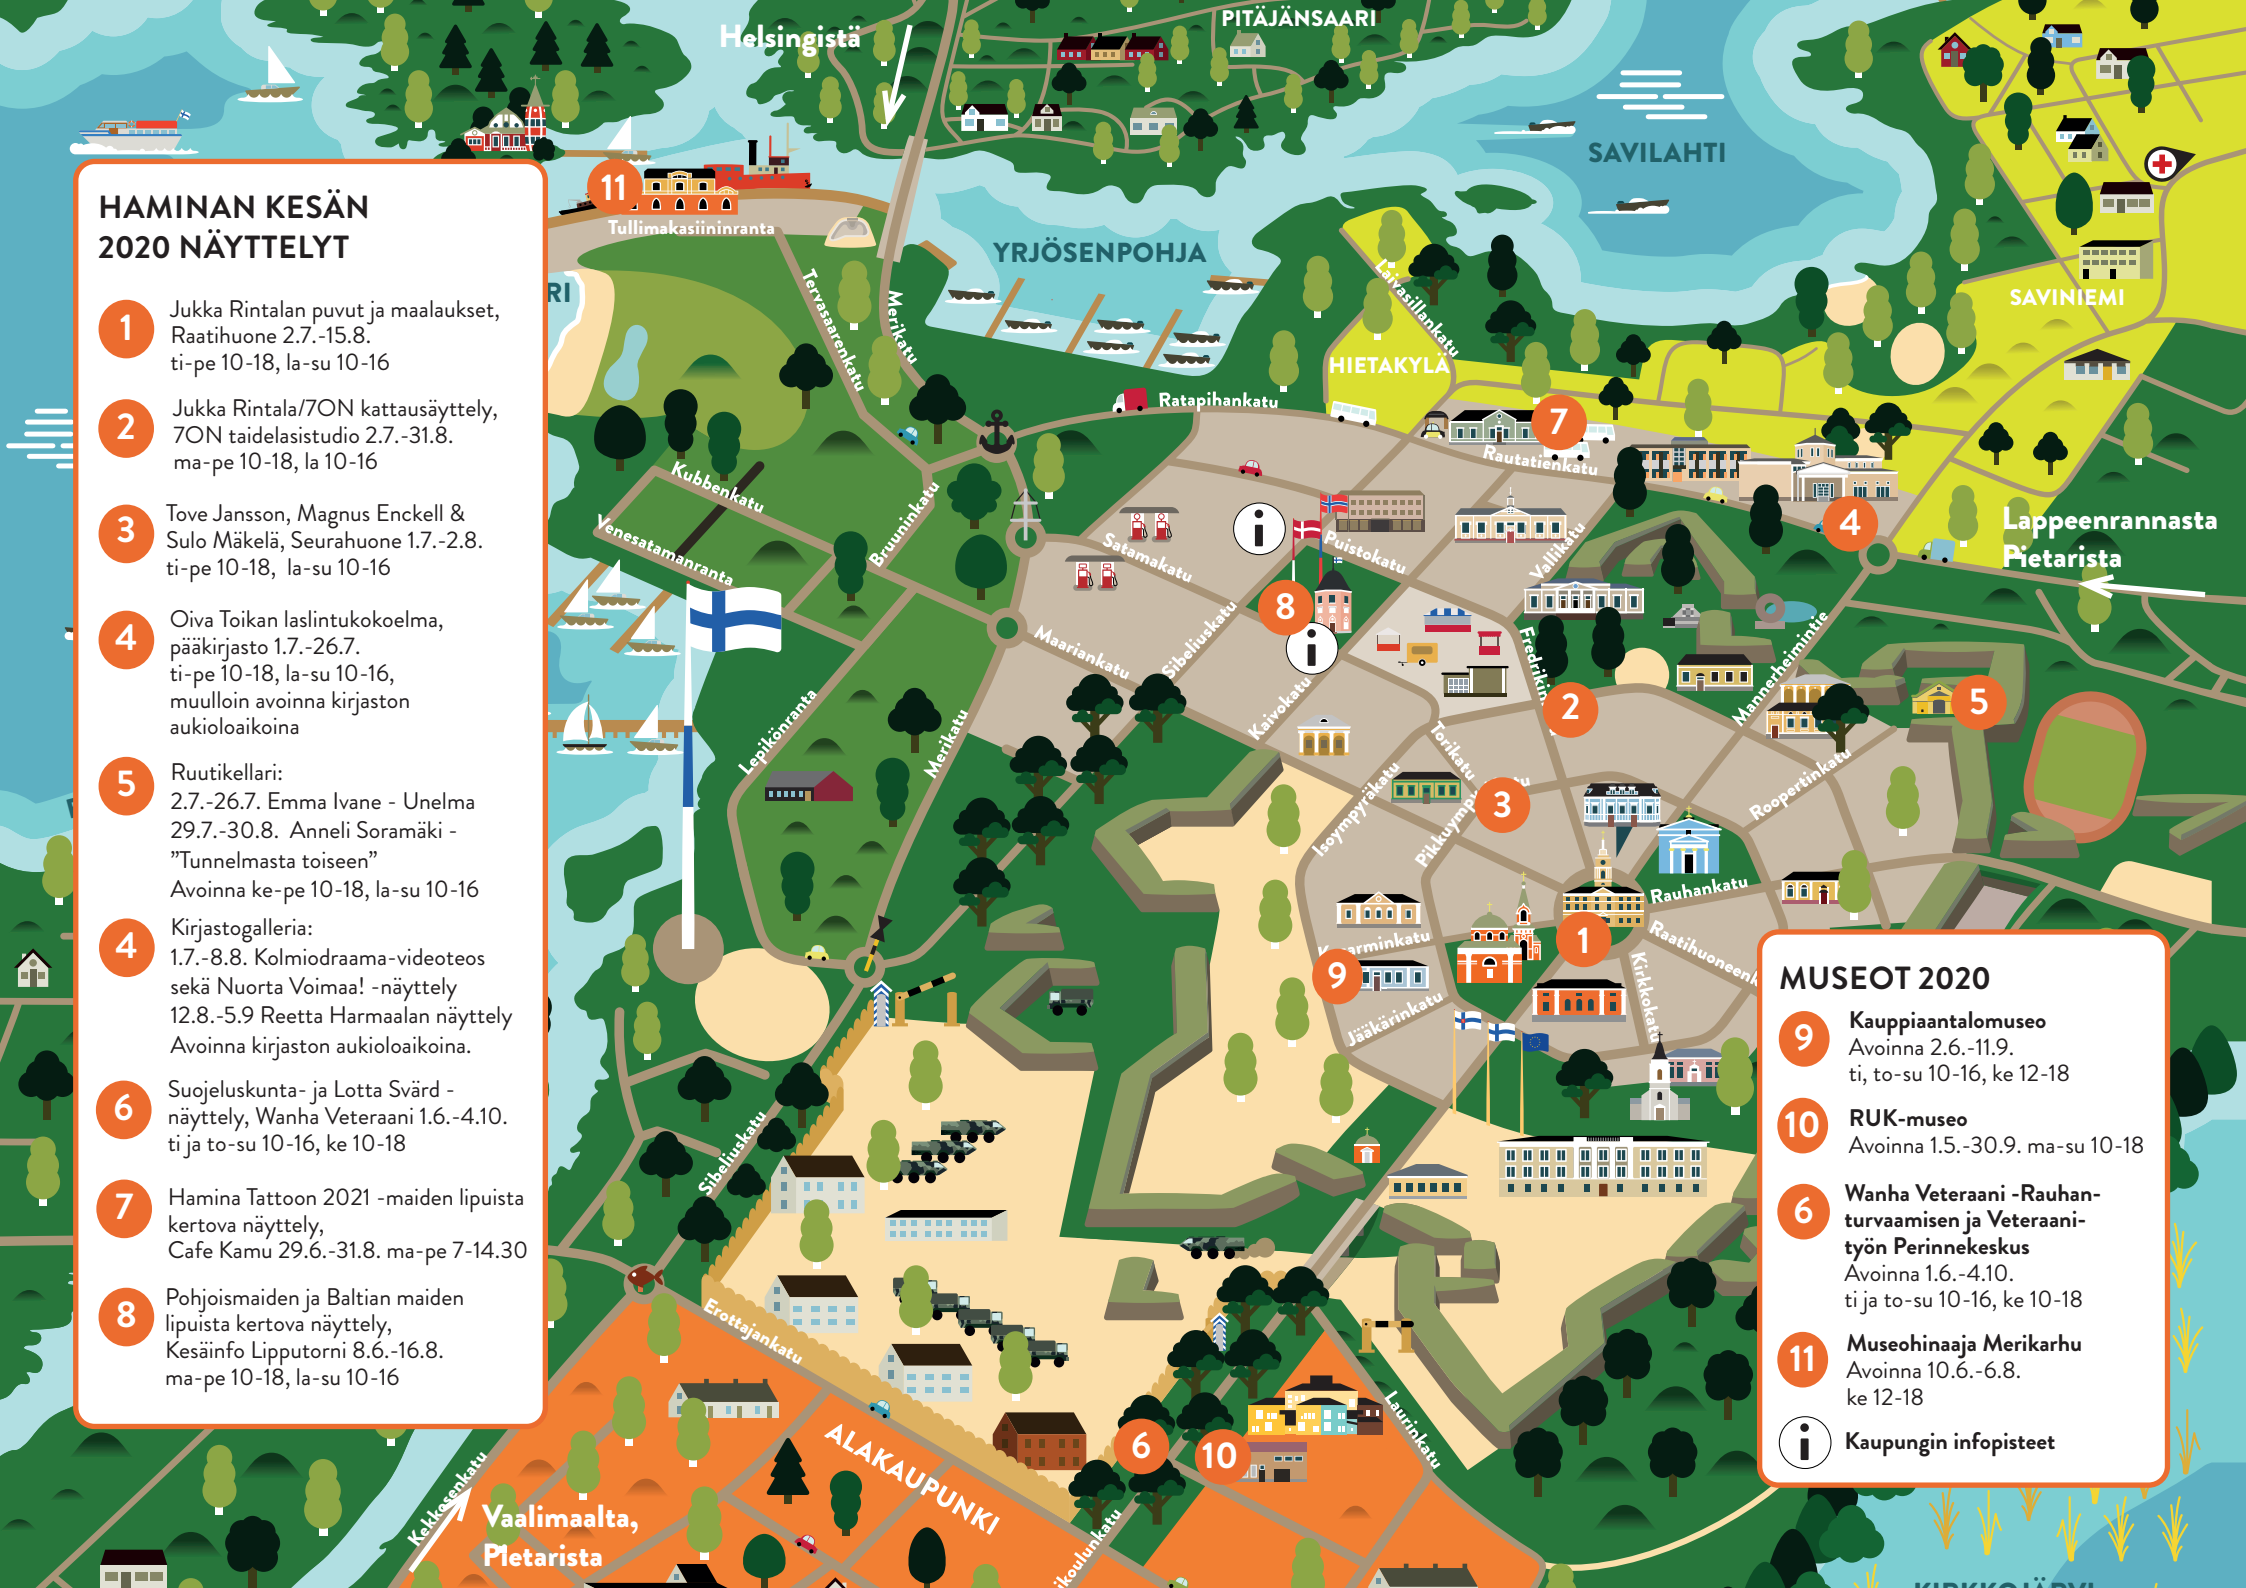 HAMINAN KESÄN
2020 NÄYTTELYT
1
Jukka Rintalan puvut ja maalaukset,
Raatihuone 2.7.-15.8.
ti-pe 10-18, la-su 10-16
2
Jukka Rintala/7ON kattausäyttely,
7ON taidelasistudio 2.7.-31.8.
ma-pe 10-18, la 10-16
3
Tove Jansson, Magnus Enckell &
Sulo Mäkelä, Seurahuone 1.7.-2.8.
ti-pe 10-18, la-su 10-16
4
Oiva Toikan laslintukokoelma,
pääkirjasto 1.7.-26.7.
ti-pe 10-18, la-su 10-16,
muulloin avoinna kirjaston
aukioloaikoina
5
Ruutikellari:
2.7.-26.7. Emma Ivane - Unelma
29.7.-30.8. Anneli Soramäki -
”Tunnelmasta toiseen”
Avoinna ke-pe 10-18, la-su 10-16
4
Kirjastogalleria:
1.7.-8.8. Kolmiodraama-videoteos
sekä Nuorta Voimaa! -näyttely
12.8.-5.9 Reetta Harmaalan näyttely
Avoinna kirjaston aukioloaikoina.
6
Suojeluskunta- ja Lotta Svärd -
näyttely, Wanha Veteraani 1.6.-4.10.
ti ja to-su 10-16, ke 10-18
7
Hamina Tattoon 2021 -maiden lipuista
kertova näyttely,
Cafe Kamu 29.6.-31.8. ma-pe 7-14.30
8
Pohjoismaiden ja Baltian maiden
lipuista kertova näyttely,
Kesäinfo Lipputorni 8.6.-16.8.
ma-pe 10-18, la-su 10-16
Helsingistä
PITÄJÄNSAARI
SAVILAHTI
11
Tullimakasiininranta
YRJÖSENPOHJA
RI
SAVINIEMI
Tervasaarenkatu
Merikatu
Laivasillankatu
HIETAKYLÄ
Ratapihankatu
7
Rautatienkatu
Kubbenkatu
Venesatamanranta
Bruuninkatu
Satamakatu
i
Puistokatu
Vallikatu
4
Lappeenrannasta
Pietarista
8
i
Maariankatu
Sibeliuskatu
Kaivokatu
2
Mannerheimintie
5
Lepikönranta
Merikatu
Torikatu
Isoympyräkatu
3
Roopertinkatu
Rauhankatu
1
Raatihuoneenk
Kirkkokatu
9
Jääkärinkatu
Sibeliuskatu
Erottajankatu
ALAKAUPUNKI
6
10
Laurinkatu
Kekkosenkatu
Vaalimaalta,
Pietarista
MUSEOT 2020
9
Kauppiaantalomuseo
Avoinna 2.6.-11.9.
ti, to-su 10-16, ke 12-18
10
RUK-museo
Avoinna 1.5.-30.9. ma-su 10-18
6
Wanha Veteraani -Rauhan-
turvaamisen ja Veteraani-
työn Perinnekeskus
Avoinna 1.6.-4.10.
ti ja to-su 10-16, ke 10-18
11
Museohinaaja Merikarhu
Avoinna 10.6.-6.8.
ke 12-18
i
Kaupungin infopisteet